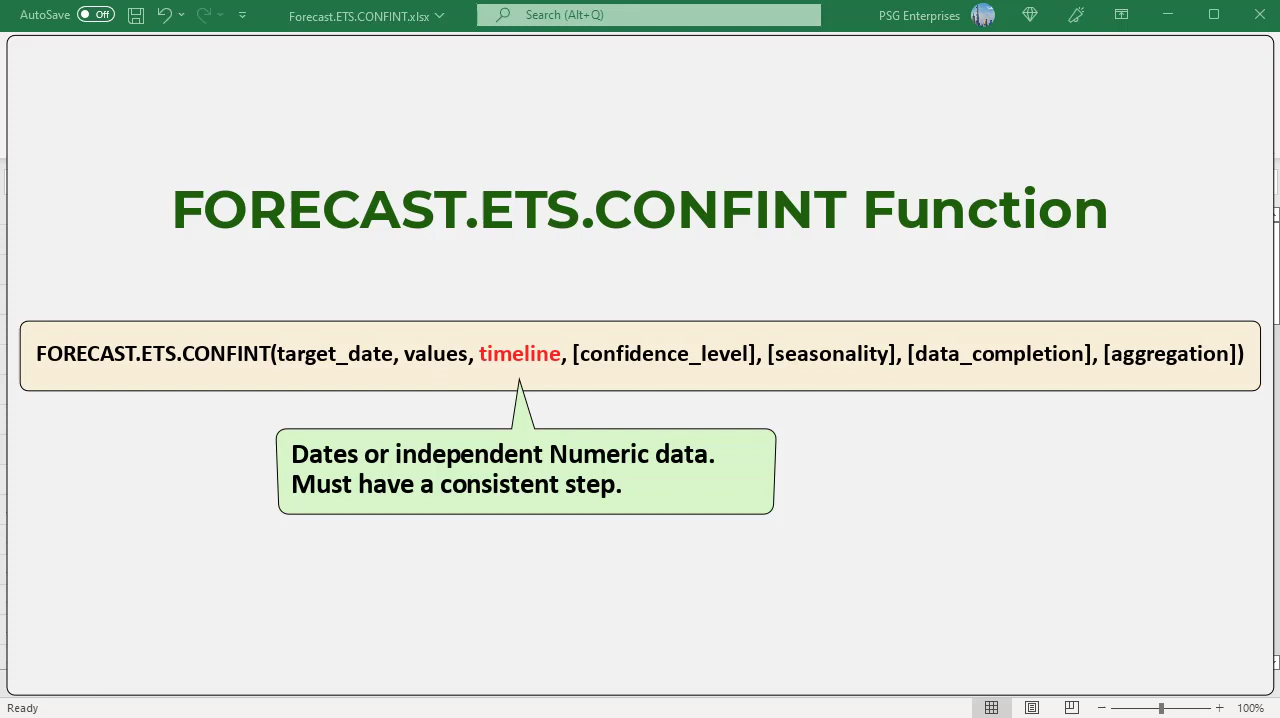 AutoSave Off Forecast.ETS.CONFINT.xlsx Search (Alt+Q) PSG Enterprises
FORECAST.ETS.CONFINT Function
FORECAST.ETS.CONFINT(target_date, values, timeline, [confidence_level], [seasonality], [data_completion], [aggregation])
Dates or independent Numeric data.
Must have a consistent step.
Ready 100%